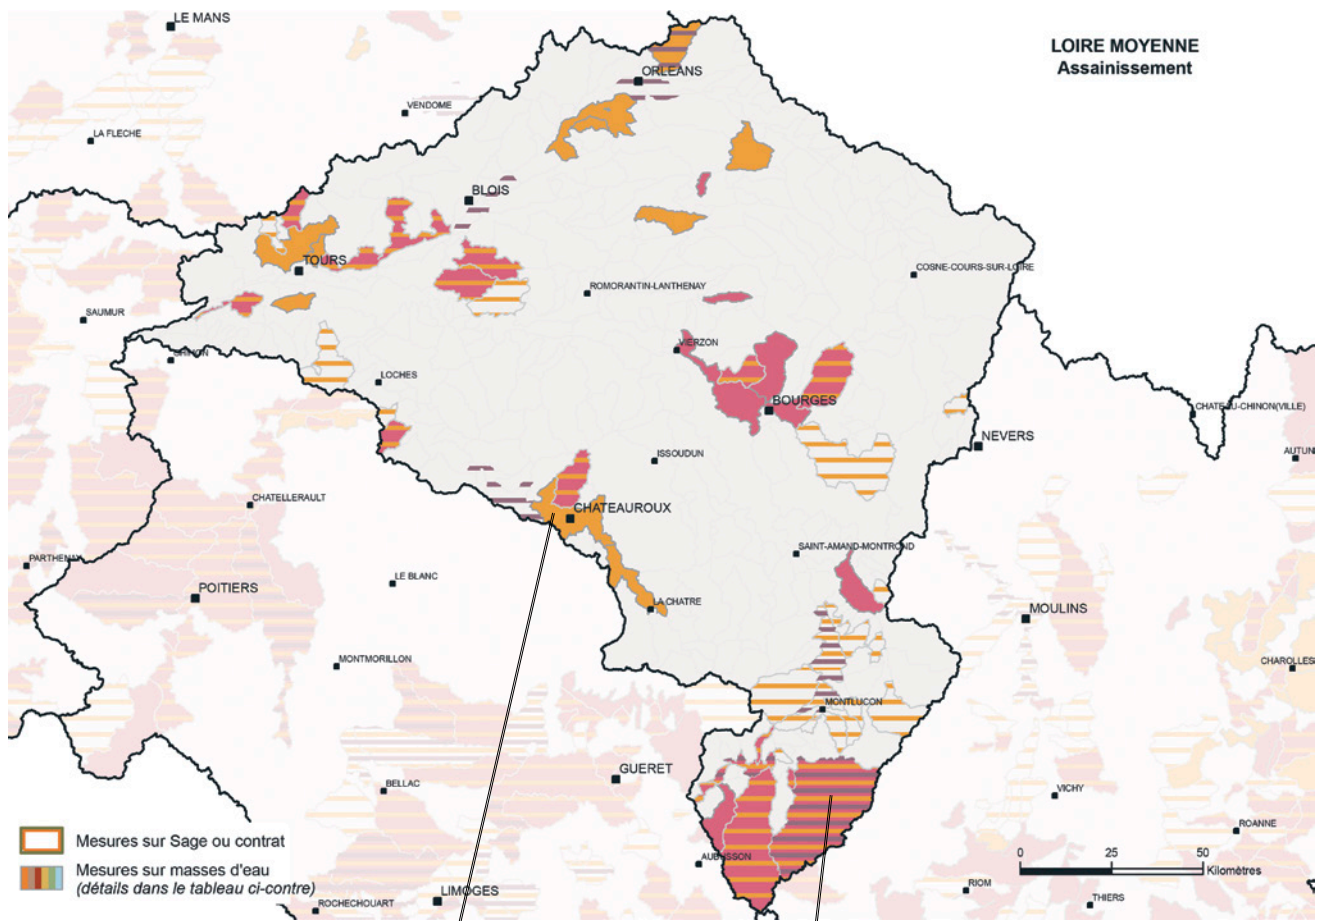 LE MANS
LOIRE MOYENNE
Assainissement
ORLEANS
VENDOME
LA FLECHE
BLOIS
TOURS
COSNE-COURS-SUR-LOIRE
ROMORANTIN-LANTHENAY
SAUMUR
VIERZON
CHINON
LOCHES
BOURGES
CHATEAU-CHINON(VILLE)
NEVERS
ISSOUDUN
AUTUN
CHATELLERAULT
CHATEAUROUX
SAINT-AMAND-MONTROND
PARTHENAY
LE BLANC
POITIERS
LA CHATRE
MOULINS
MONTMORILLON
CHAROLLES
MONTLUCON
GUERET
BELLAC
VICHY
ROANNE
Mesures sur Sage ou contrat
AUBUSSON
0 25 50
Kilomètres
Mesures sur masses d'eau
(détails dans le tableau ci-contre)
LIMOGES
RIOM
THIERS
ROCHECHOUART